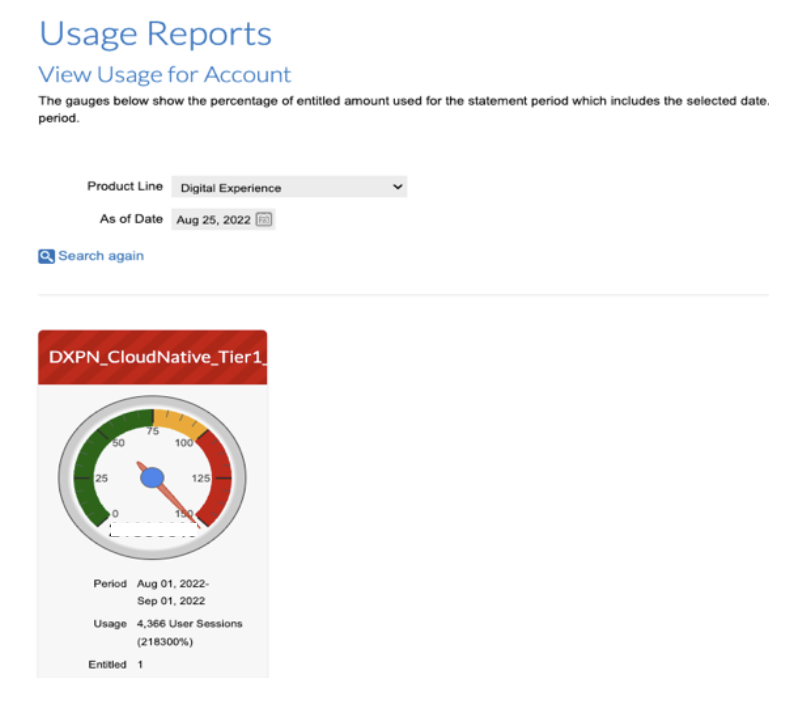 Usage Reports
View Usage for Account
The gauges below show the percentage of entitled amount used for the statement period which includes the selected date.
period.
Product Line Digital Experience
As of Date Aug 25, 2022
Search again
DXPN_CloudNative_Tier1_
75
50 100
25 125
0 150
Period Aug 01, 2022-
Sep 01, 2022
Usage 4,366 User Sessions
(218300%)
Entitled 1